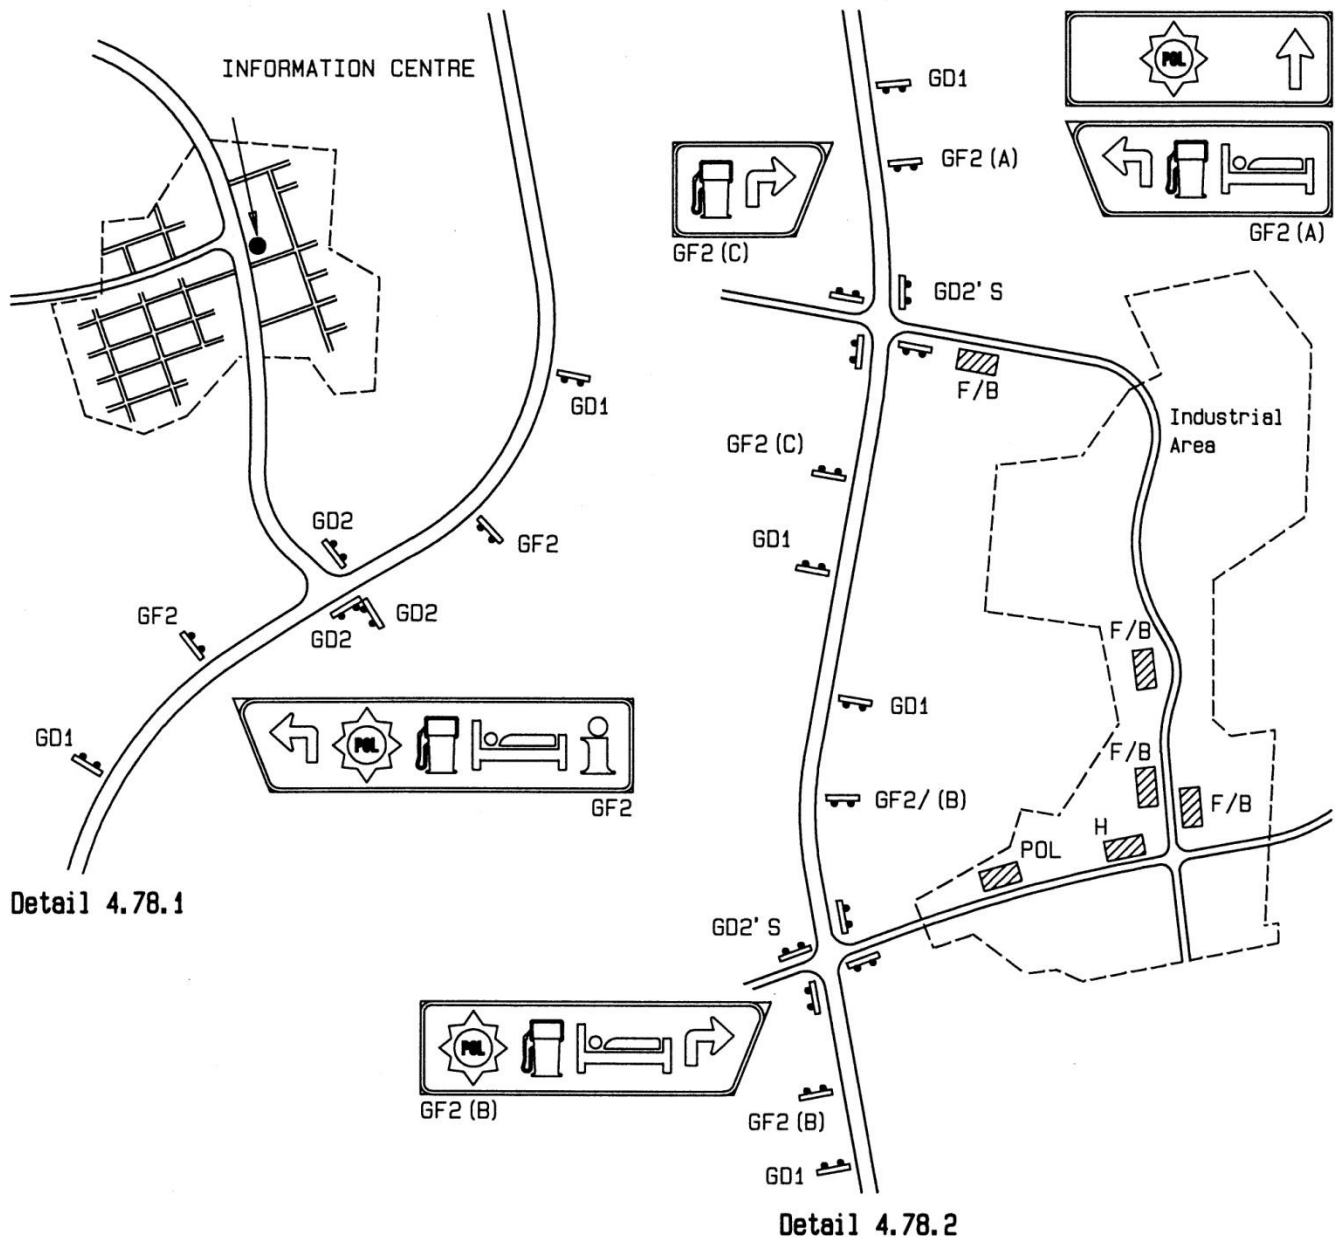 INFORMATION CENTRE
GD1
GD2
GF2
GF2
GD2
GD2
GD1
POL
GF2
Detail 4.78.1
GD1
POL
GF2 (A)
GF2 (A)
GF2 (C)
GD2' S
F/B
Industrial
Area
GF2 (C)
GD1
F/B
GD1
F/B
GF2/ (B)
F/B
H
POL
GD2' S
POL
GF2 (B)
GF2 (B)
GD1
Detail 4.78.2